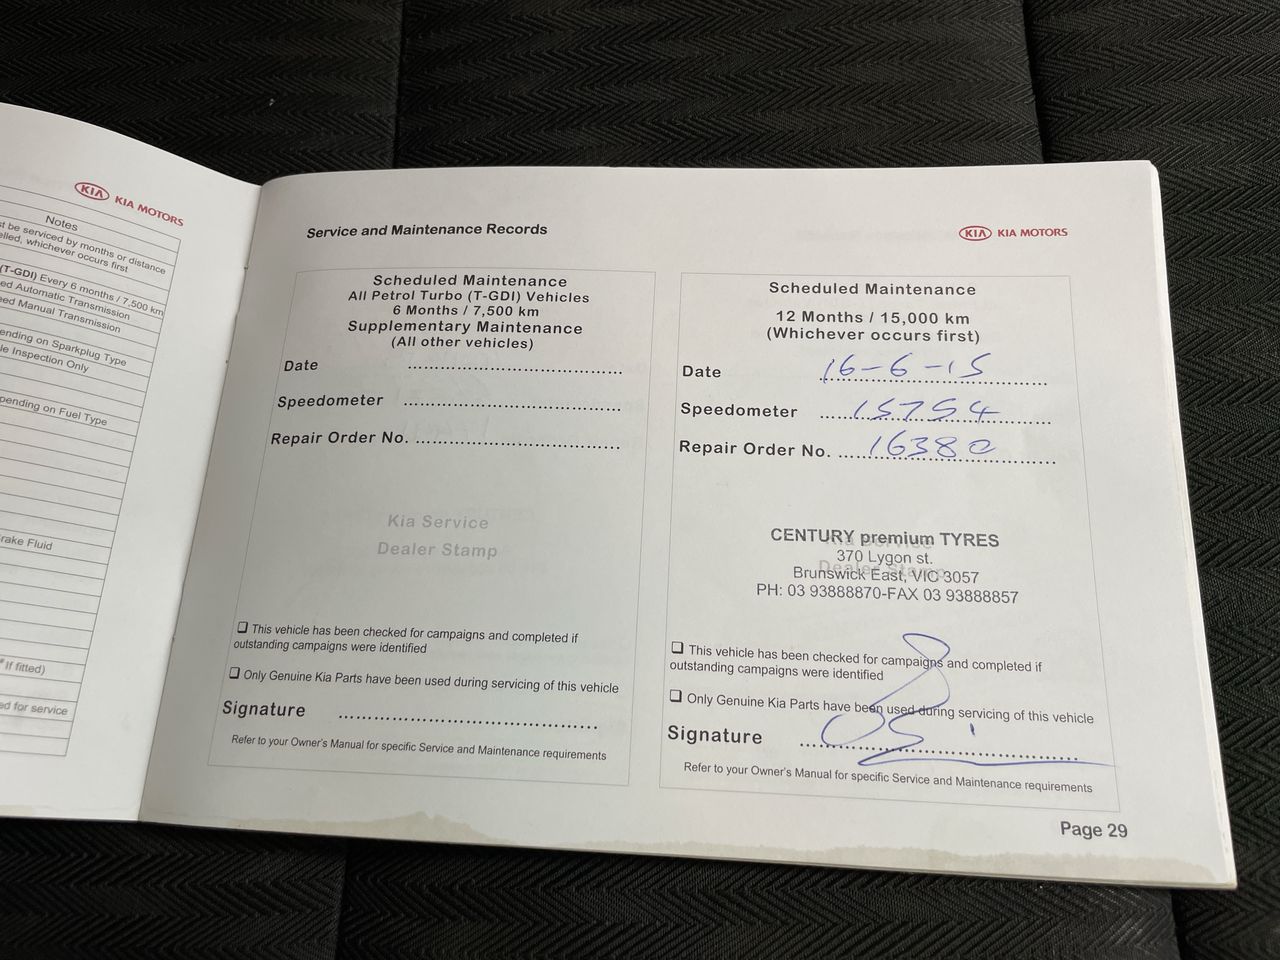 KIA KIA MOTORS
Notes
st be serviced by months or distance
elled, whichever occurs first
(T-GDI) Every 6 months / 7,500 km
ed Automatic Transmission
eed Manual Transmission
ending on Sparkplug Type
le Inspection Only
pending on Fuel Type
rake Fluid
* If fitted)
ed for service
Service and Maintenance Records
KIA KIA MOTORS
Scheduled Maintenance
All Petrol Turbo (T-GDI) Vehicles
6 Months / 7,500 km
Supplementary Maintenance
(All other vehicles)
Date
Speedometer
Repair Order No.
Kia Service
Dealer Stamp
This vehicle has been checked for campaigns and completed if
outstanding campaigns were identified
Only Genuine Kia Parts have been used during servicing of this vehicle
Signature
Refer to your Owner's Manual for specific Service and Maintenance requirements
Scheduled Maintenance
12 Months / 15,000 km
(Whichever occurs first)
Date 16-6-15
Speedometer 15754
Repair Order No. 16380
Kia Service
Dealer Stamp
CENTURY premium TYRES
370 Lygon st.
Brunswick East, VIC 3057
PH: 03 93888870-FAX 03 93888857
This vehicle has been checked for campaigns and completed if
outstanding campaigns were identified
Only Genuine Kia Parts have been used during servicing of this vehicle
Signature
Refer to your Owner's Manual for specific Service and Maintenance requirements
Page 29